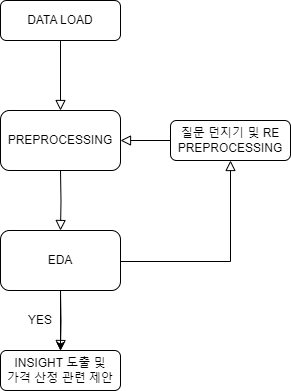 DATA LOAD
PREPROCESSING
질문 던지기 및 RE
PREPROCESSING
EDA
YES
INSIGHT 도출 및
가격 산정 관련 제안